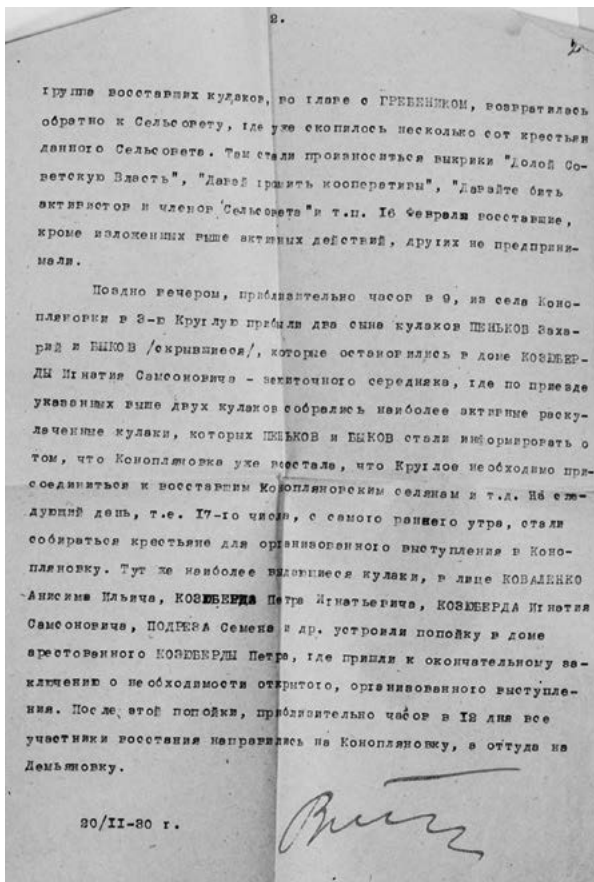 2.
группа восставших кулаков, во главе с ГРЕБЕНИКОМ, возвратилась
обратно к Сельсовету, где уже скопилось несколько сот крестьян
данного Сельсовета. Там стали произноситься выкрики "Долой Со-
ветскую Власть", "Давай громить кооперативы", "Давайте бить
активистов и членов Сельсовета" и т.п. 16 Февраля восставшие,
кроме изложенных выше активных действий, других не предприни-
мали.
Поздно вечером, приблизительно часов в 9, из села Коно-
пляновки в 3-ю Круглую прибыли два сына кулаков ПЕНЬКОВ Заха-
рий и БЫКОВ /скрывшиеся/, которые остановились в доме КОЗЮБЕР-
ДЫ Игнатия Самсоновича - зажиточного середняка, где по приезде
указанных выше двух кулаков собрались наиболее активные раску-
лаченные кулаки, которых ПЕНЬКОВ и БЫКОВ стали информировать о
том, что Конопляновка уже восстала, что Круглое необходимо при-
соединиться к восставшим Конопляновским селянам и т.д. На сле-
дующий день, т.е. 17-го числа, с самого раннего утра, стали
собираться крестьяне для организованного выступления в Коно-
пляновку. Тут же наиболее выдающиеся кулаки, в лице КОВАЛЕНКО
Анисима Ильича, КОЗЮБЕРДА Петра Игнатьевича, КОЗЮБЕРДА Игнатия
Самсоновича, ПОДРЕЗА Семена и др. устроили попойку в доме
арестованного КОЗЮБЕРДЫ Петра, где пришли к окончательному за-
ключению о необходимости открытого, организованного выступле-
ния. После этой попойки, приблизительно часов в 12 дня все
участники восстания направились на Конопляновку, а оттуда на
Демьяновку.
20/II-30 г.